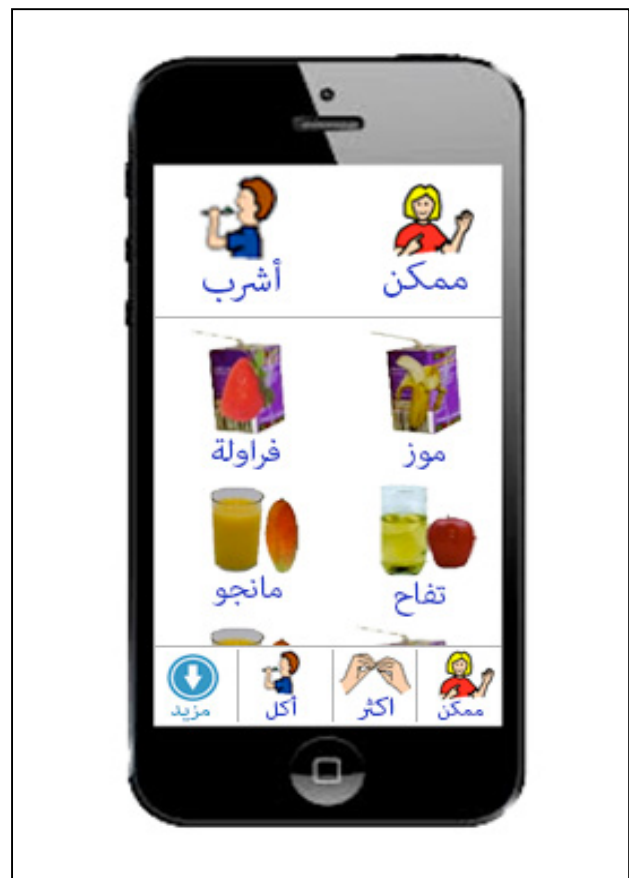 ممكن أشرب
موز فراولة
تفاح مانجو
ممكن اكثر أكل مزيد